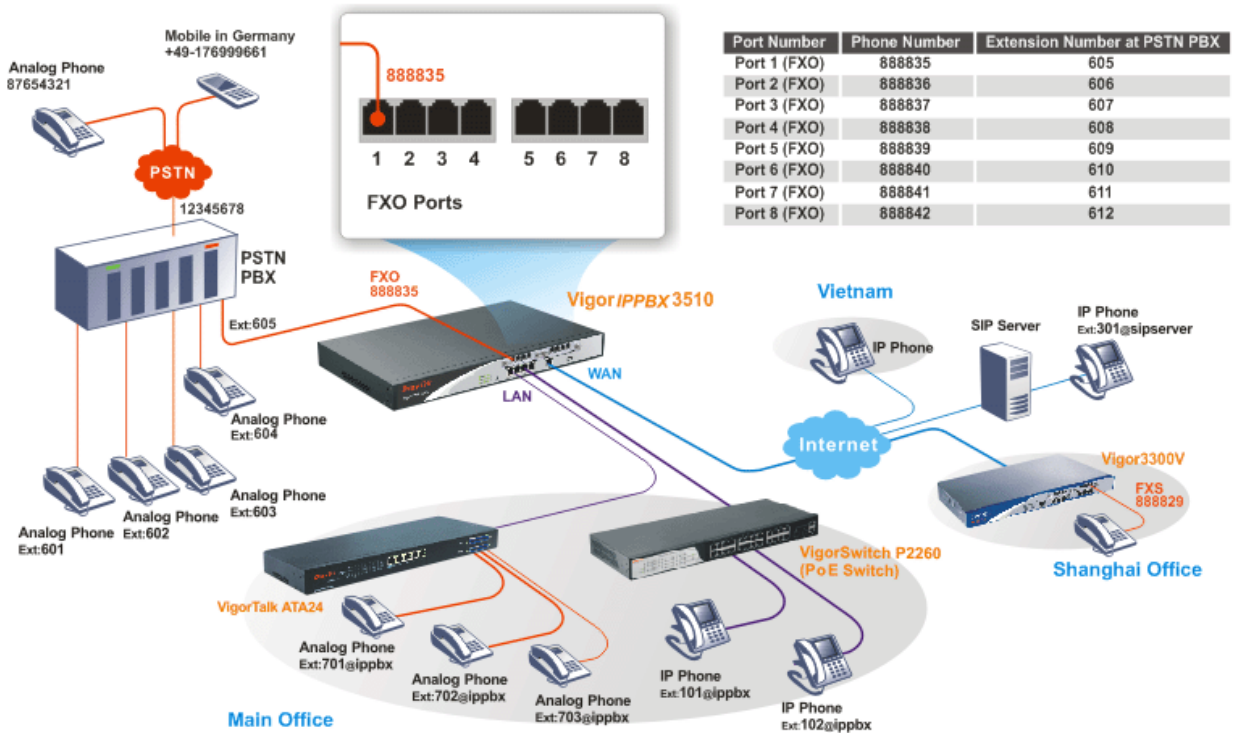 Mobile in Germany
+49-176999661
Analog Phone
87654321
PSTN
12345678
PSTN
PBX
888835
1 2 3 4 5 6 7 8
FXO Ports
Port Number Phone Number Extension Number at PSTN PBX
Port 1 (FXO) 888835 605
Port 2 (FXO) 888836 606
Port 3 (FXO) 888837 607
Port 4 (FXO) 888838 608
Port 5 (FXO) 888839 609
Port 6 (FXO) 888840 610
Port 7 (FXO) 888841 611
Port 8 (FXO) 888842 612
FXO
888835
Ext:605
Vigor IPPBX 3510
WAN
LAN
Vietnam
IP Phone
SIP Server
IP Phone
Ext:301@sipserver
Internet
Vigor3300V
FXS
888829
Shanghai Office
Analog Phone
Ext:604
Analog Phone
Ext:603
Analog Phone
Ext:602
Analog Phone
Ext:601
VigorTalk ATA24
VigorSwitch P2260
(PoE Switch)
Analog Phone
Ext:701@ippbx
Analog Phone
Ext:702@ippbx
Analog Phone
Ext:703@ippbx
IP Phone
Ext:101@ippbx
IP Phone
Ext:102@ippbx
Main Office